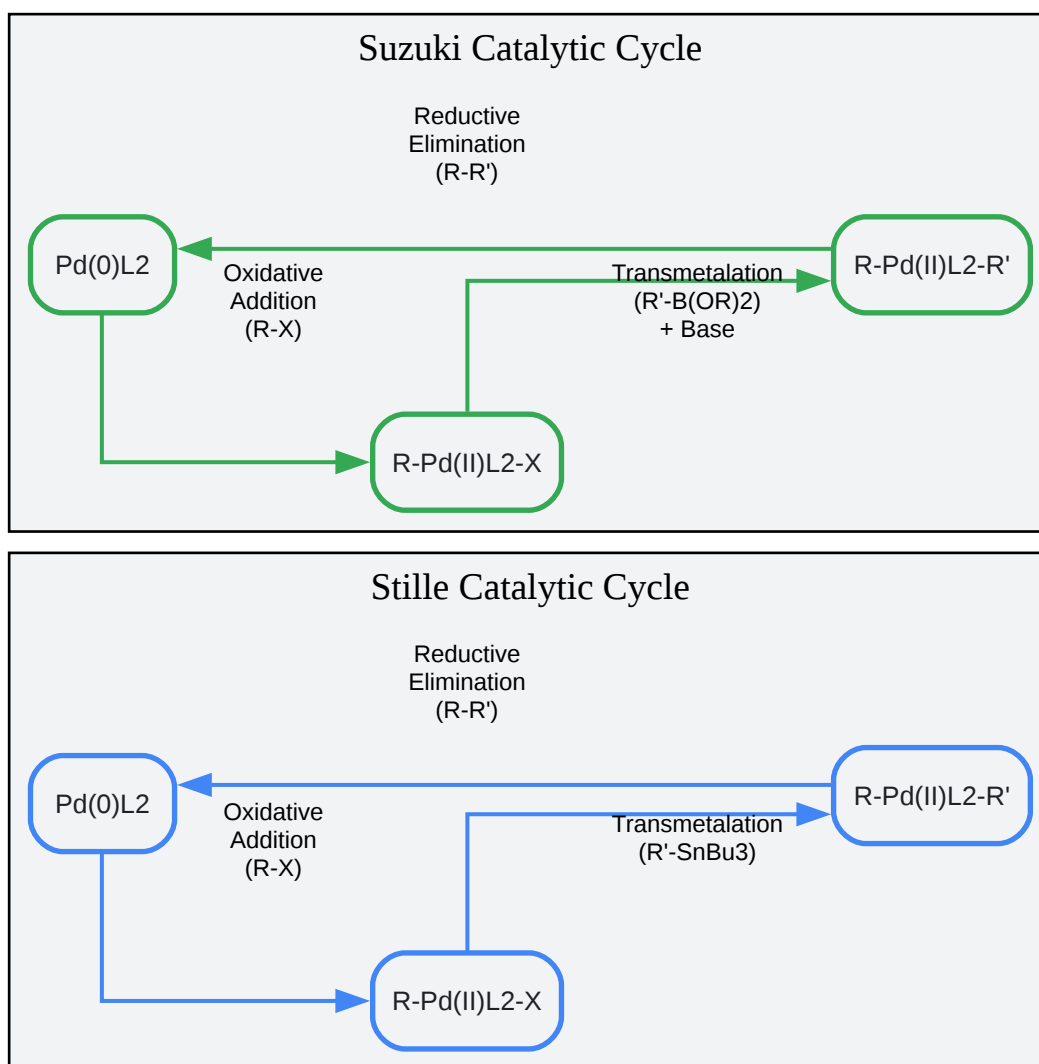 Suzuki Catalytic Cycle
Reductive
Elimination
(R-R')
Pd(0)L2
Oxidative
Addition
(R-X)
Transmetalation
(R'-B(OR)2)
+ Base
R-Pd(II)L2-R'
R-Pd(II)L2-X
Stille Catalytic Cycle
Reductive
Elimination
(R-R')
Pd(0)L2
Oxidative
Addition
(R-X)
Transmetalation
(R'-SnBu3)
R-Pd(II)L2-R'
R-Pd(II)L2-X